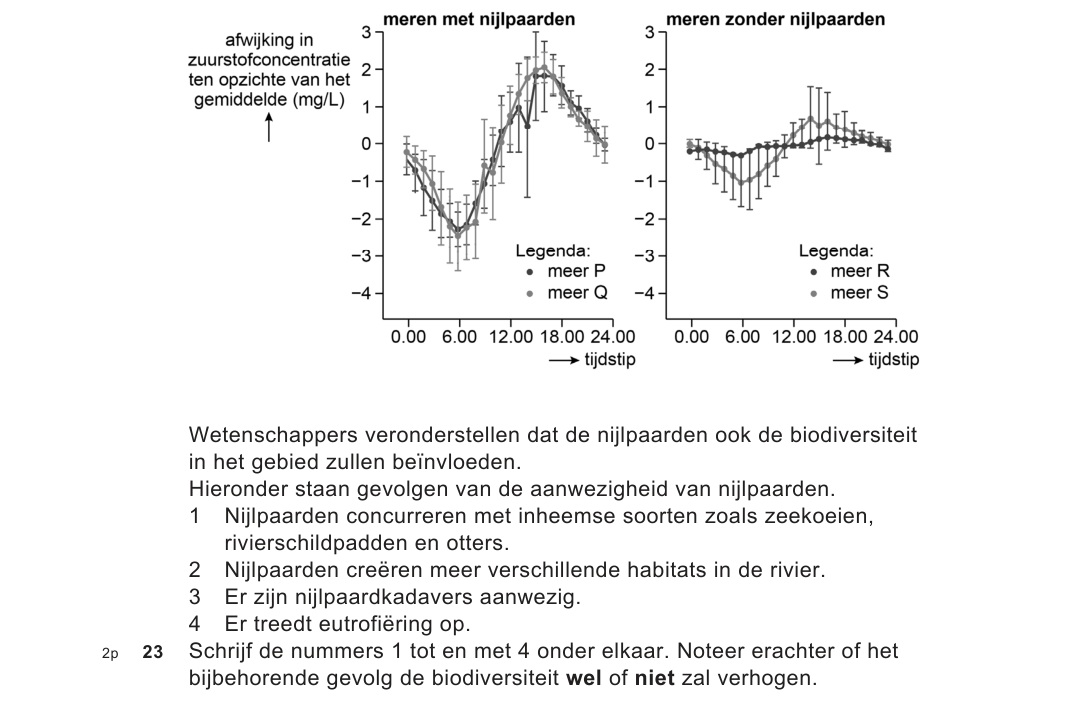 meren met nijlpaarden
meren zonder nijlpaarden
afwijking in
zuurstofconcentratie
ten opzichte van het
gemiddelde (mg/L)
3
2
1
0
−1
−2
−3
−4
Legenda:
meer P
meer Q
0.00 6.00 12.00 18.00 24.00
tijdstip
3
2
1
0
−1
−2
−3
−4
Legenda:
meer R
meer S
0.00 6.00 12.00 18.00 24.00
tijdstip
Wetenschappers veronderstellen dat de nijlpaarden ook de biodiversiteit
in het gebied zullen beïnvloeden.
Hieronder staan gevolgen van de aanwezigheid van nijlpaarden.
1 Nijlpaarden concurreren met inheemse soorten zoals zeekoeien,
rivierschildpadden en otters.
2 Nijlpaarden creëren meer verschillende habitats in de rivier.
3 Er zijn nijlpaardkadavers aanwezig.
4 Er treedt eutrofiëring op.
2p 23 Schrijf de nummers 1 tot en met 4 onder elkaar. Noteer erachter of het
bijbehorende gevolg de biodiversiteit wel of niet zal verhogen.